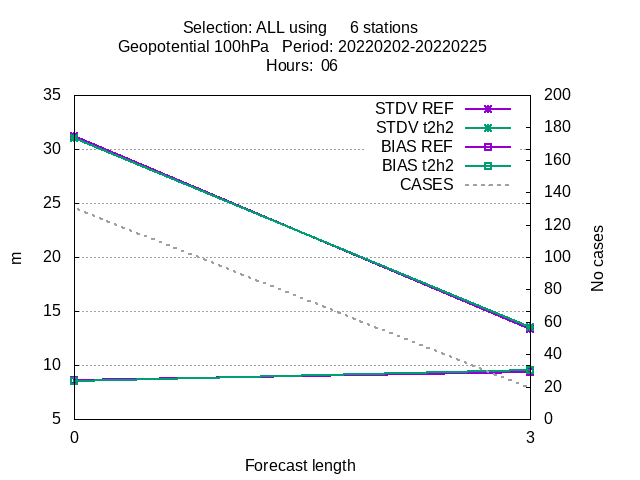 Selection: ALL using     6 stations
Geopotential 100hPa   Period: 20220202-20220225
Hours:  06
35
30
25
20
15
10
5
200
180
160
140
120
100
80
60
40
20
0
STDV REF
STDV t2h2
BIAS REF
BIAS t2h2
CASES
m
No cases
0
3
Forecast length